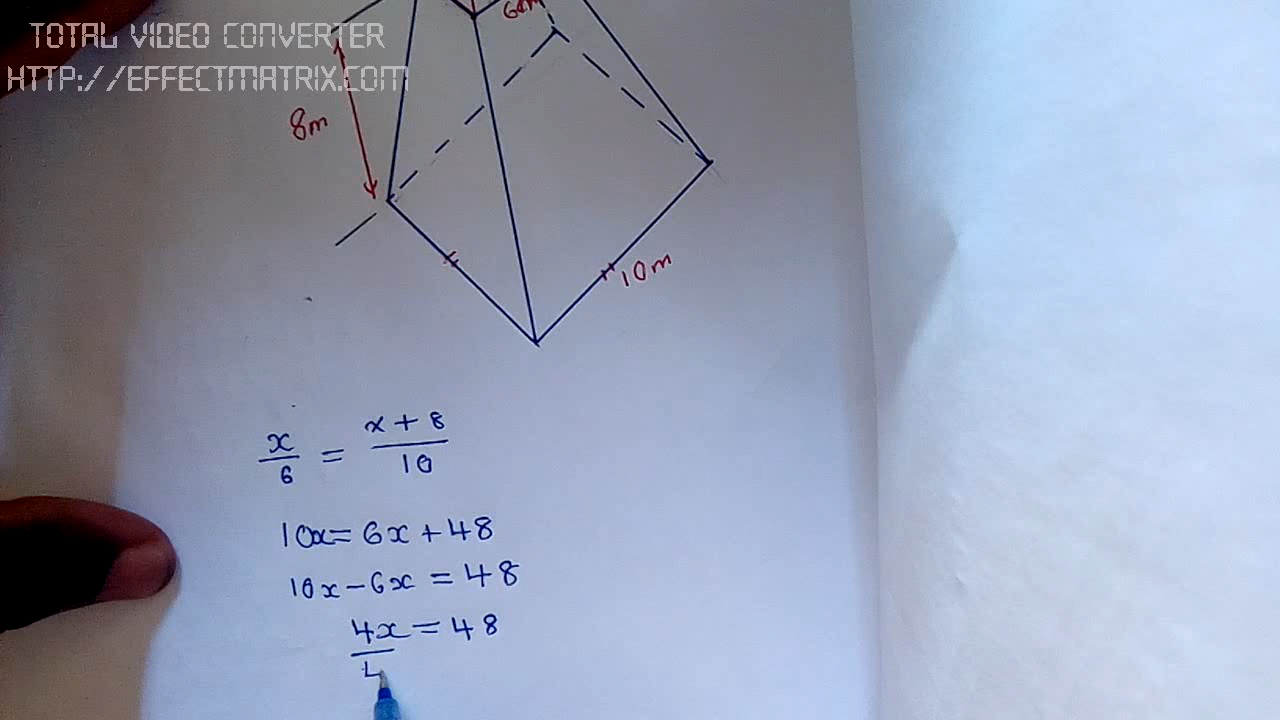 TOTAL VIDEO CONVERTER
HTTP://EFFECTMATRIX.COM
8m
10m
x/6 = x + 8/10
10x = 6x + 48
10x - 6x = 48
4x = 48
4